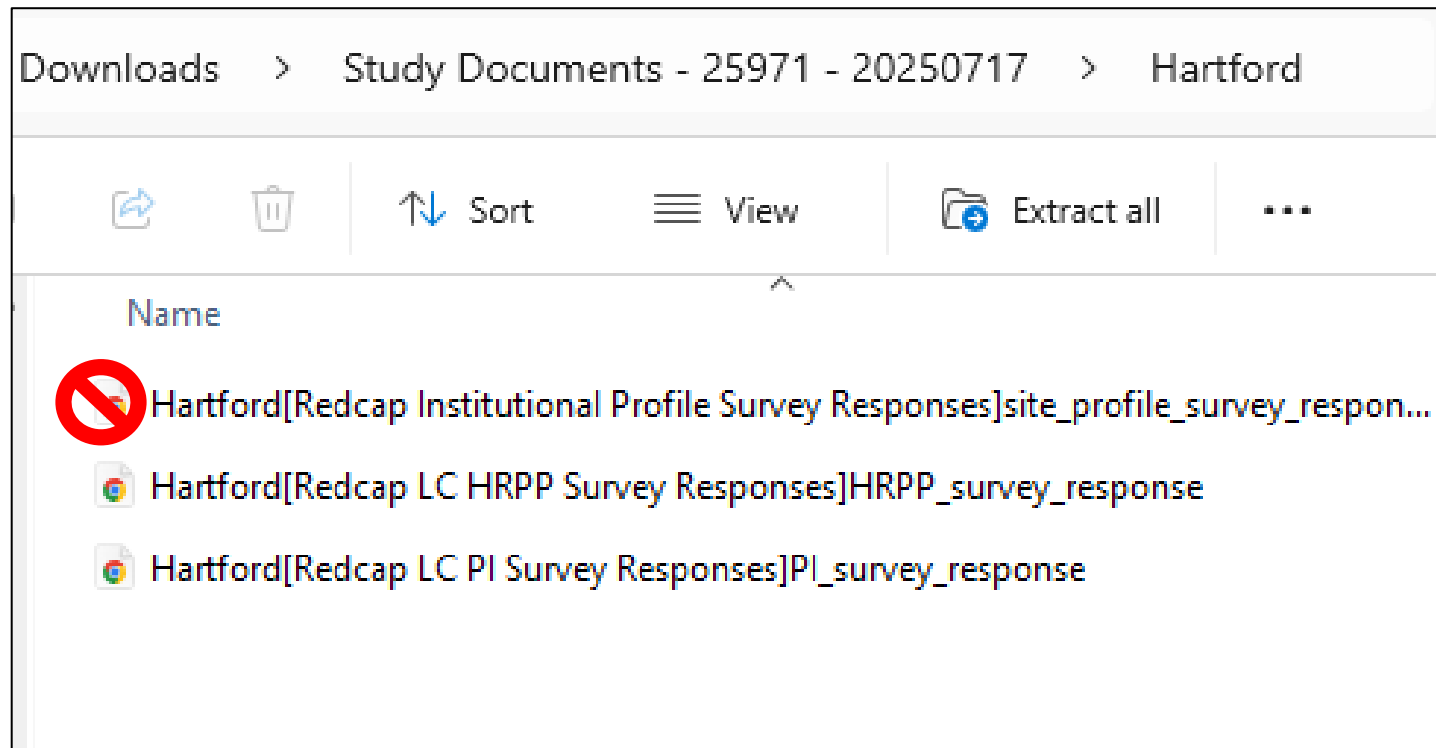 Downloads > Study Documents - 25971 - 20250717 > Hartford
Sort View Extract all ...
Name
Hartford[Redcap Institutional Profile Survey Responses]site_profile_survey_respon...
Hartford[Redcap LC HRPP Survey Responses]HRPP_survey_response
Hartford[Redcap LC PI Survey Responses]PI_survey_response